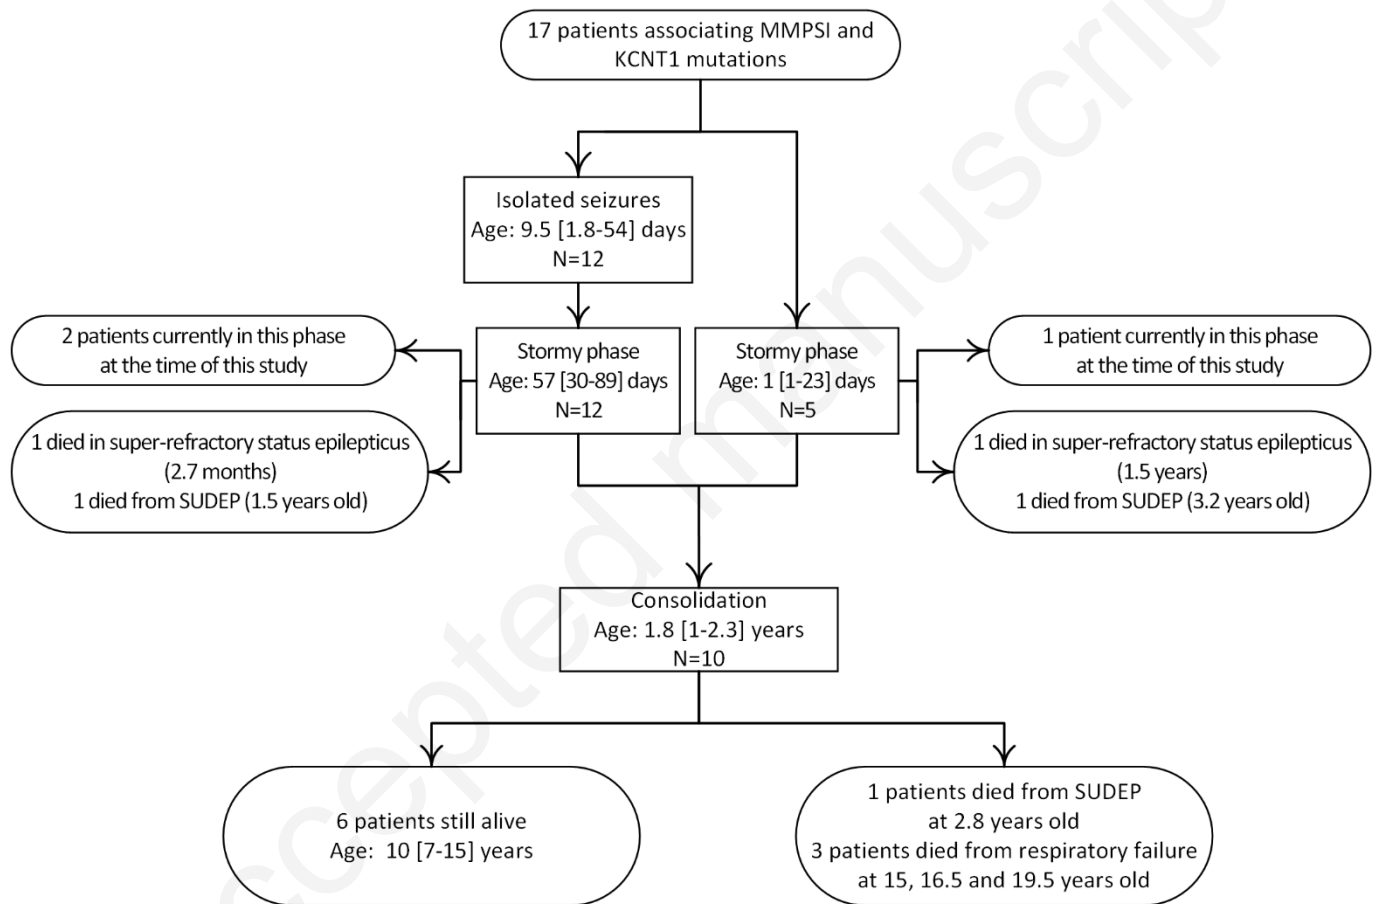 17 patients associating MMPSI and
KCNT1 mutations
Isolated seizures
Age: 9.5 [1.8-54] days
N=12
2 patients currently in this phase
at the time of this study
Stormy phase
Age: 57 [30-89] days
N=12
Stormy phase
Age: 1 [1-23] days
N=5
1 patient currently in this phase
at the time of this study
1 died in super-refractory status epilepticus
(2.7 months)
1 died from SUDEP (1.5 years old)
1 died in super-refractory status epilepticus
(1.5 years)
1 died from SUDEP (3.2 years old)
Consolidation
Age: 1.8 [1-2.3] years
N=10
6 patients still alive
Age: 10 [7-15] years
1 patients died from SUDEP
at 2.8 years old
3 patients died from respiratory failure
at 15, 16.5 and 19.5 years old
ccepted manuscrip